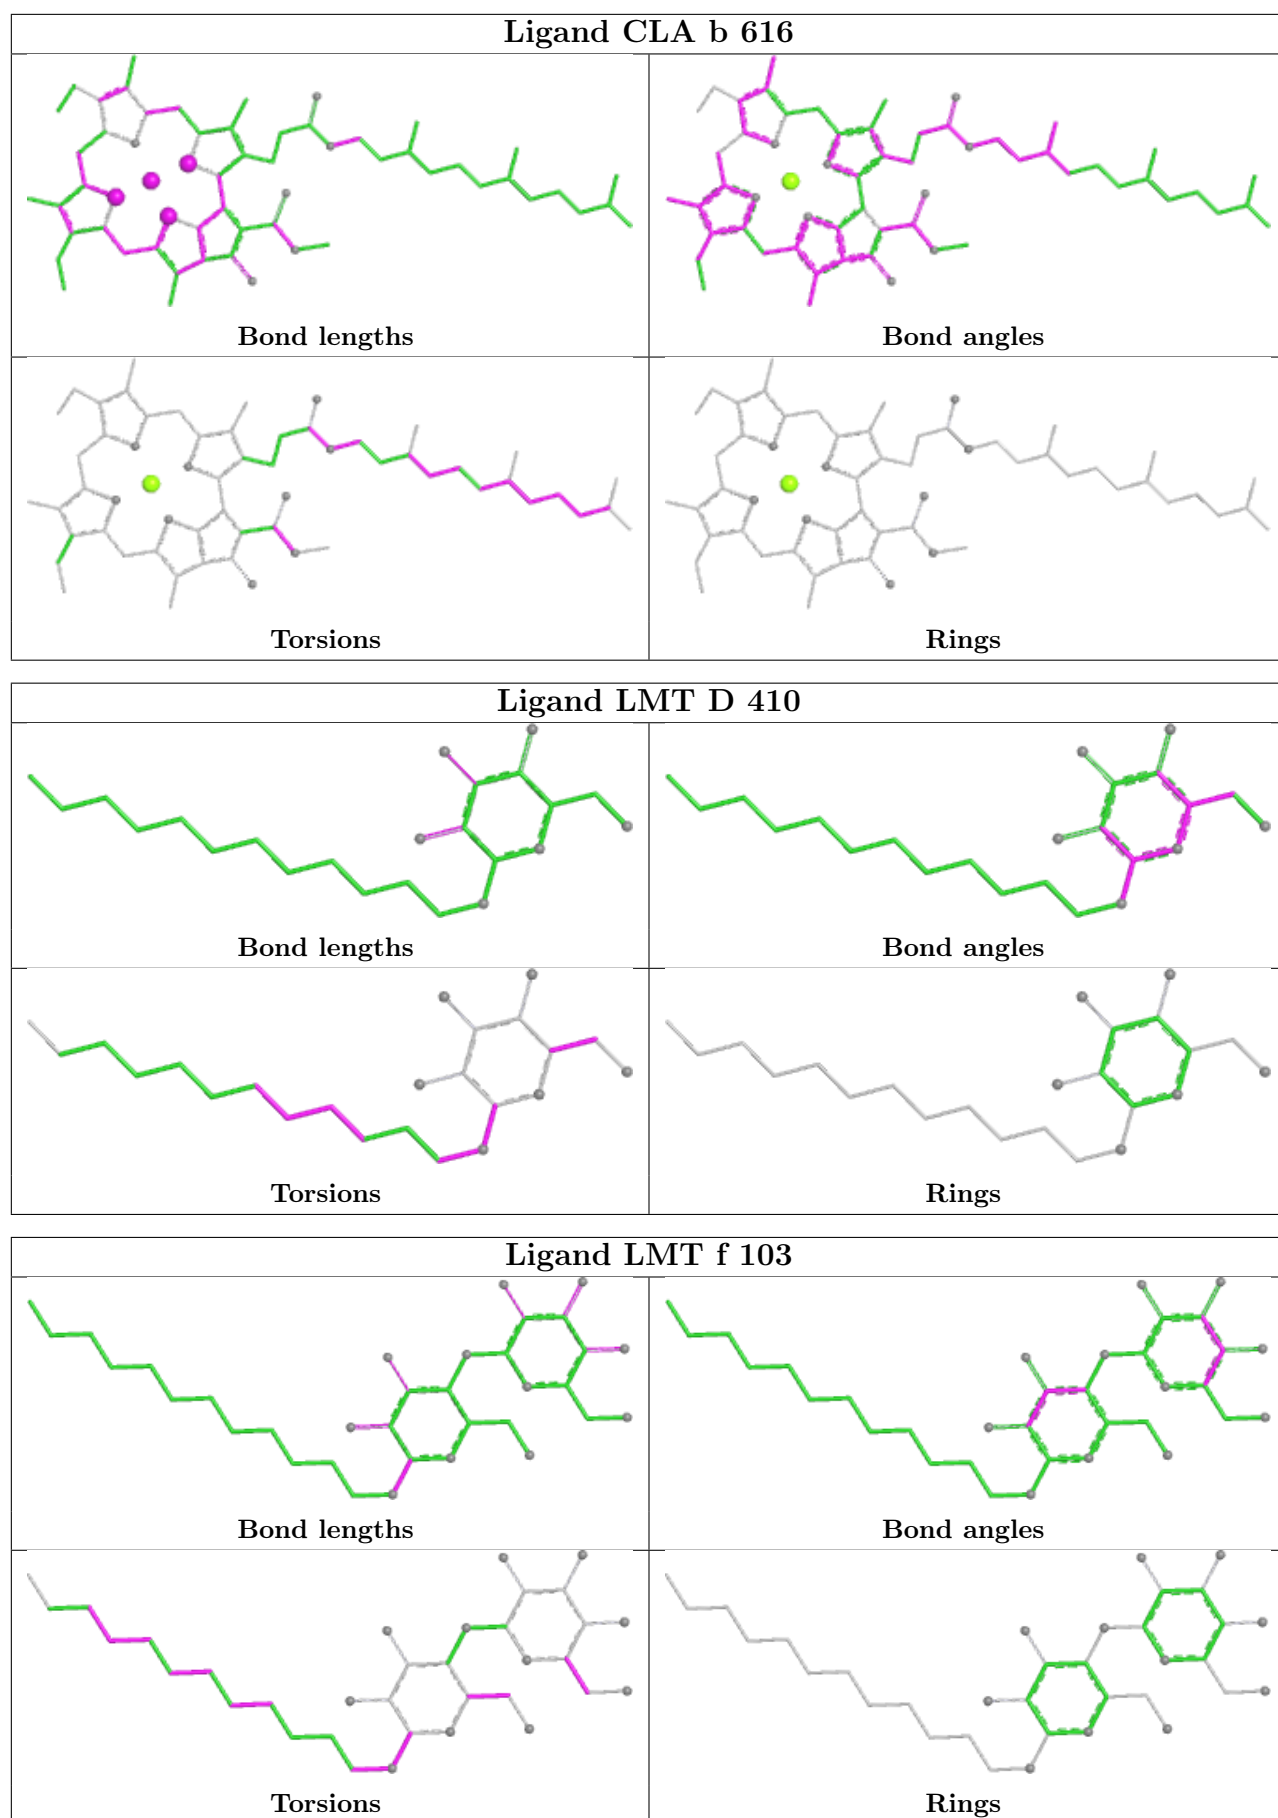 Ligand CLA b 616
Bond lengths
Bond angles
Torsions
Rings
Ligand LMT D 410
Bond lengths
Bond angles
Torsions
Rings
Ligand LMT f 103
Bond lengths
Bond angles
Torsions
Rings